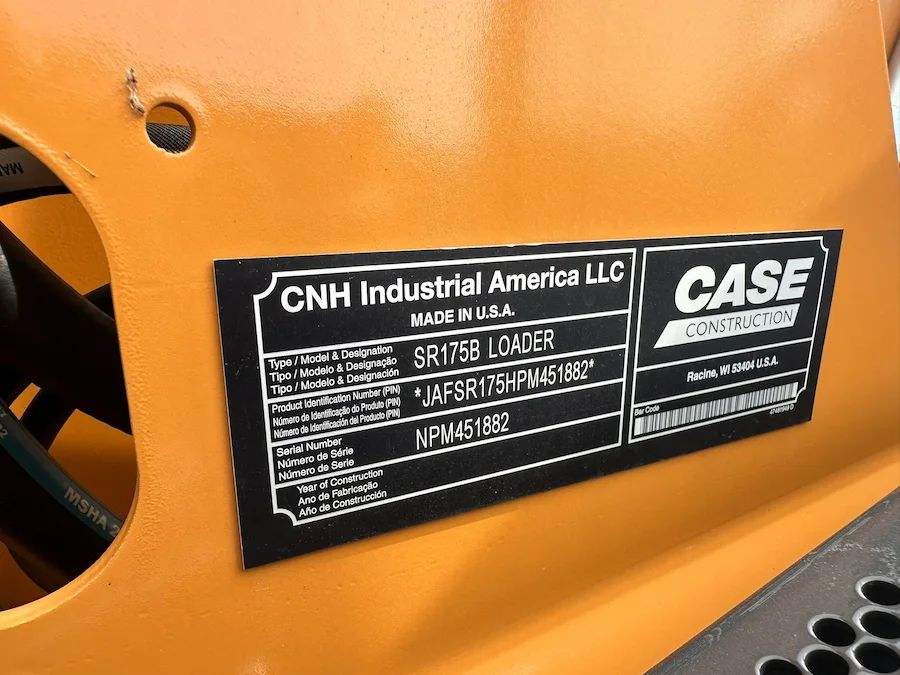 CNH Industrial America LLC
MADE IN U.S.A.
Type / Model & Designation
Tipo / Modelo & Designação
Tipo / Modelo & Designación
SR175B LOADER
Product Identification Number (PIN)
Número de Identificação do Produto (PIN)
Número de Identificación del Producto (PIN)
*JAFSR175HPM451882*
Serial Number
Número de Série
Número de Serie
NPM451882
Year of Construction
Ano de Fabricação
Año de Construcción
CASE
CONSTRUCTION
Racine, WI 53404 U.S.A.
Bar Code
MSHA 2